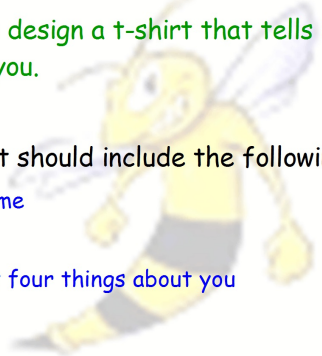 design a t-shirt that tells
you.
t should include the followi
me
four things about you